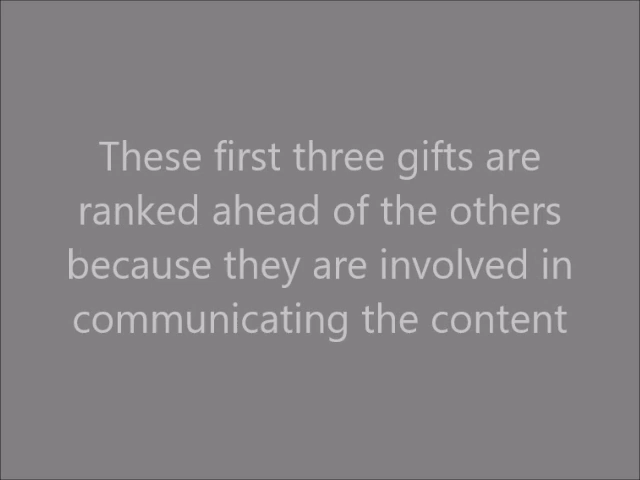 These first three gifts are
ranked ahead of the others
because they are involved in
communicating the content